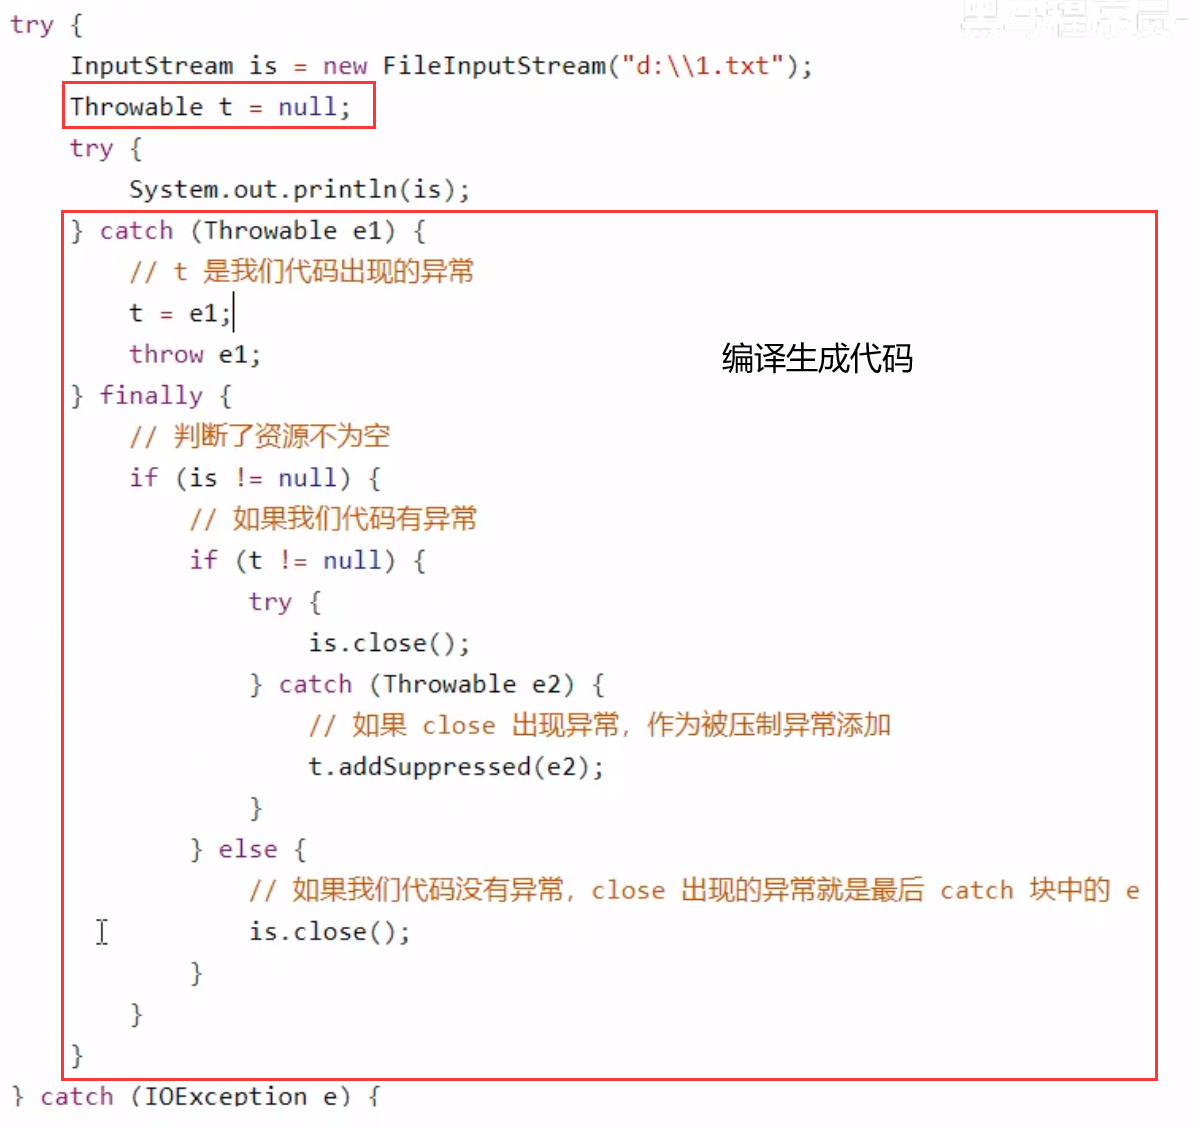 黑马程序员-
try {
    InputStream is = new FileInputStream("d:\\1.txt");
    Throwable t = null;
    try {
        System.out.println(is);
    } catch (Throwable e1) {
        // t 是我们代码出现的异常
        t = e1;
        throw e1;
编译生成代码
    } finally {
        // 判断了资源不为空
        if (is != null) {
            // 如果我们代码有异常
            if (t != null) {
                try {
                    is.close();
                } catch (Throwable e2) {
                    // 如果 close 出现异常，作为被压制异常添加
                    t.addSuppressed(e2);
                }
            } else {
                // 如果我们代码没有异常，close 出现的异常就是最后 catch 块中的 e
                is.close();
            }
        }
    }
} catch (IOException e) {